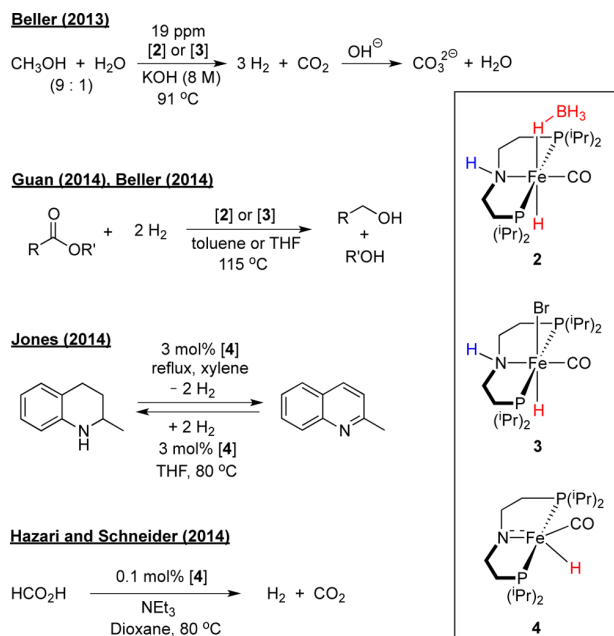 Beller (2013)
19 ppm
[2] or [3]
CH₃OH + H₂O
(9 : 1)
KOH (8 M)
91 °C
3 H₂ + CO₂
OH⊖
CO₃2⊖ + H₂O
Guan (2014), Beller (2014)
O
R
OR'
+ 2 H₂
[2] or [3]
toluene or THF
115 °C
R
OH
+
R'OH
Jones (2014)
3 mol% [4]
reflux, xylene
− 2 H₂
+ 2 H₂
3 mol% [4]
THF, 80 °C
N
H
N
Hazari and Schneider (2014)
HCO₂H
0.1 mol% [4]
NEt₃
Dioxane, 80 °C
H₂ + CO₂
BH₃
H
P(ⁱPr)₂
H
N
Fe
CO
P
H
(ⁱPr)₂
2
Br
P(ⁱPr)₂
H
N
Fe
CO
P
H
(ⁱPr)₂
3
P(ⁱPr)₂
CO
N
Fe
P
H
(ⁱPr)₂
4